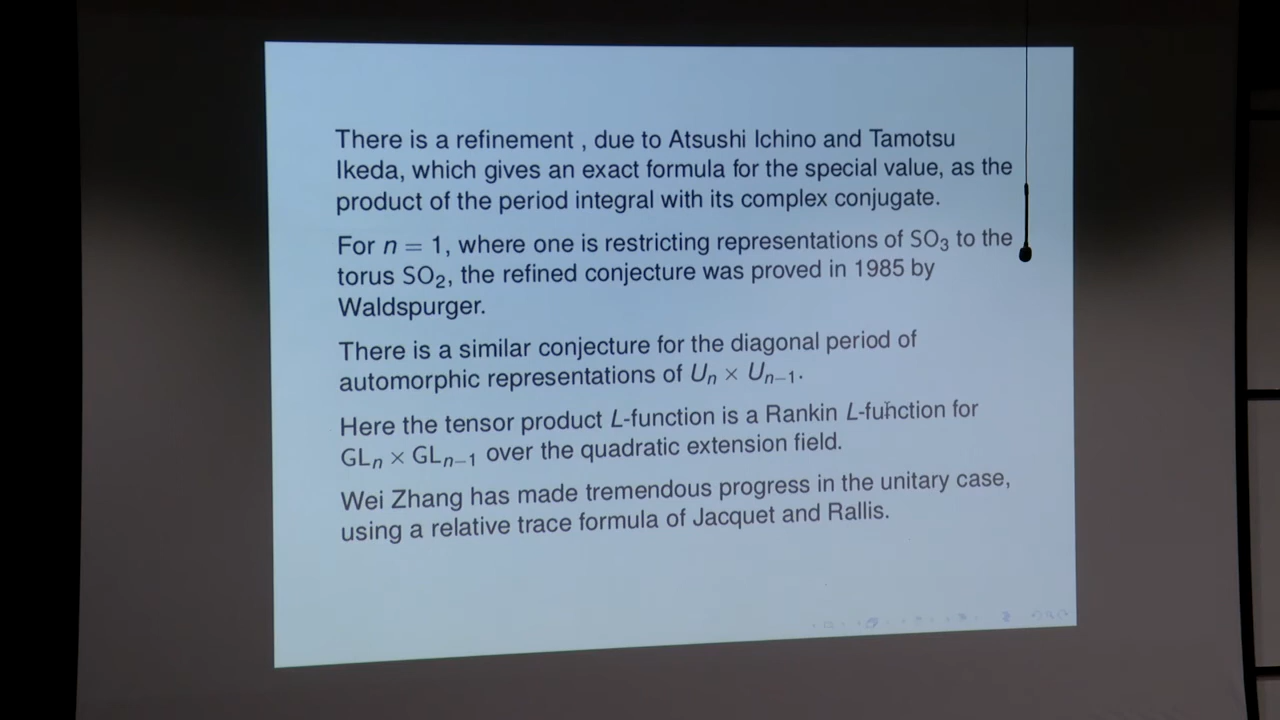 There is a refinement , due to Atsushi Ichino and Tamotsu
Ikeda, which gives an exact formula for the special value, as the
product of the period integral with its complex conjugate.
For n = 1, where one is restricting representations of SO₃ to the
torus SO₂, the refined conjecture was proved in 1985 by
Waldspurger.
There is a similar conjecture for the diagonal period of
automorphic representations of Uₙ × Uₙ₋₁.
Here the tensor product L-function is a Rankin L-function for
GLₙ × GLₙ₋₁ over the quadratic extension field.
Wei Zhang has made tremendous progress in the unitary case,
using a relative trace formula of Jacquet and Rallis.